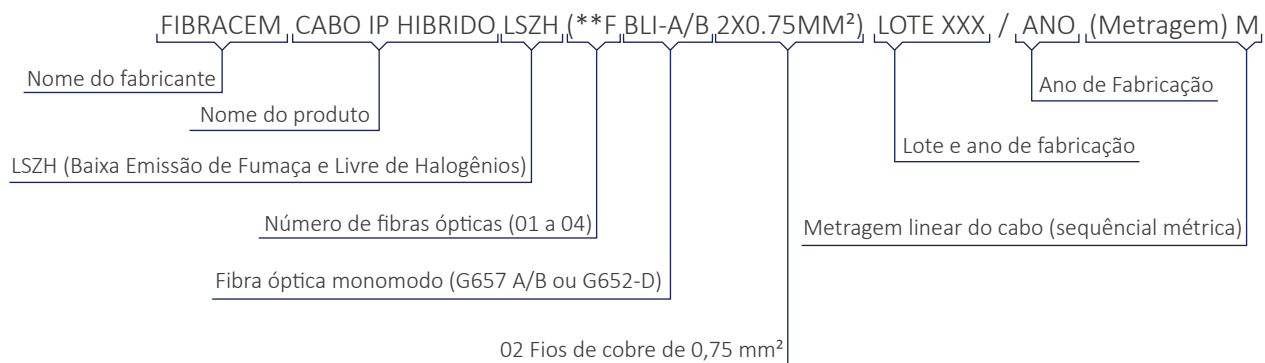 FIBRACEM CABO IP HIBRIDO LSZH (**F BLI-A/B 2X0.75MM²) LOTE XXX / ANO (Metragem) M
Nome do fabricante
Ano de Fabricação
Nome do produto
Lote e ano de fabricação
LSZH (Baixa Emissão de Fumaça e Livre de Halogênios)
Número de fibras ópticas (01 a 04)
Metragem linear do cabo (sequêncial métrica)
Fibra óptica monomodo (G657 A/B ou G652-D)
02 Fios de cobre de 0,75 mm²